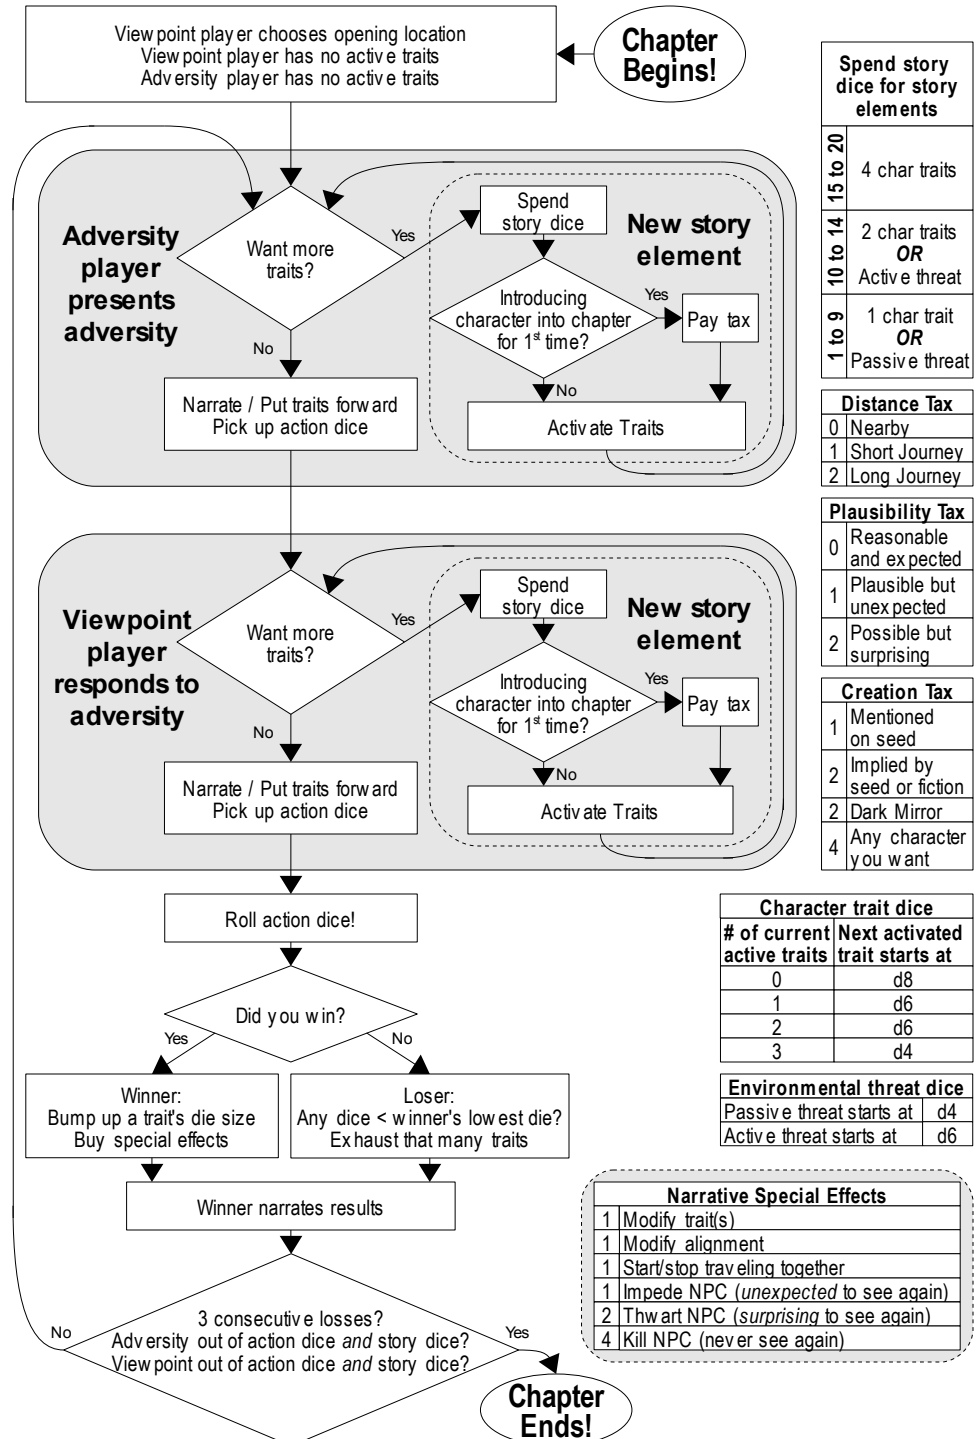 Viewpoint player chooses opening location
Viewpoint player has no active traits
Adversity player has no active traits
Chapter
Begins!
Adversity
player
presents
adversity
Want more
traits?
Yes
No
Spend
story dice
New story
element
Introducing
character into chapter
for 1st time?
Yes
Pay tax
No
Activate Traits
Narrate / Put traits forward
Pick up action dice
Viewpoint
player
responds to
adversity
Want more
traits?
Yes
No
Spend
story dice
New story
element
Introducing
character into chapter
for 1st time?
Yes
Pay tax
No
Activate Traits
Narrate / Put traits forward
Pick up action dice
Roll action dice!
Did you win?
Yes
No
Winner:
Bump up a trait's die size
Buy special effects
Loser:
Any dice < winner's lowest die?
Exhaust that many traits
Winner narrates results
3 consecutive losses?
Adversity out of action dice and story dice?
Viewpoint out of action dice and story dice?
No
Yes
Chapter
Ends!
Spend story
dice for story
elements
15 to 20
4 char traits
10 to 14
2 char traits
OR
Active threat
1 to 9
1 char trait
OR
Passive threat
Distance Tax
0 Nearby
1 Short Journey
2 Long Journey
Plausibility Tax
0 Reasonable
and expected
1 Plausible but
unexpected
2 Possible but
surprising
Creation Tax
1 Mentioned
on seed
2 Implied by
seed or fiction
2 Dark Mirror
4 Any character
you want
Character trait dice
# of current Next activated
active traits trait starts at
0 d8
1 d6
2 d6
3 d4
Environmental threat dice
Passive threat starts at d4
Active threat starts at d6
Narrative Special Effects
1 Modify trait(s)
1 Modify alignment
1 Start/stop traveling together
1 Impede NPC (unexpected to see again)
2 Thwart NPC (surprising to see again)
4 Kill NPC (never see again)